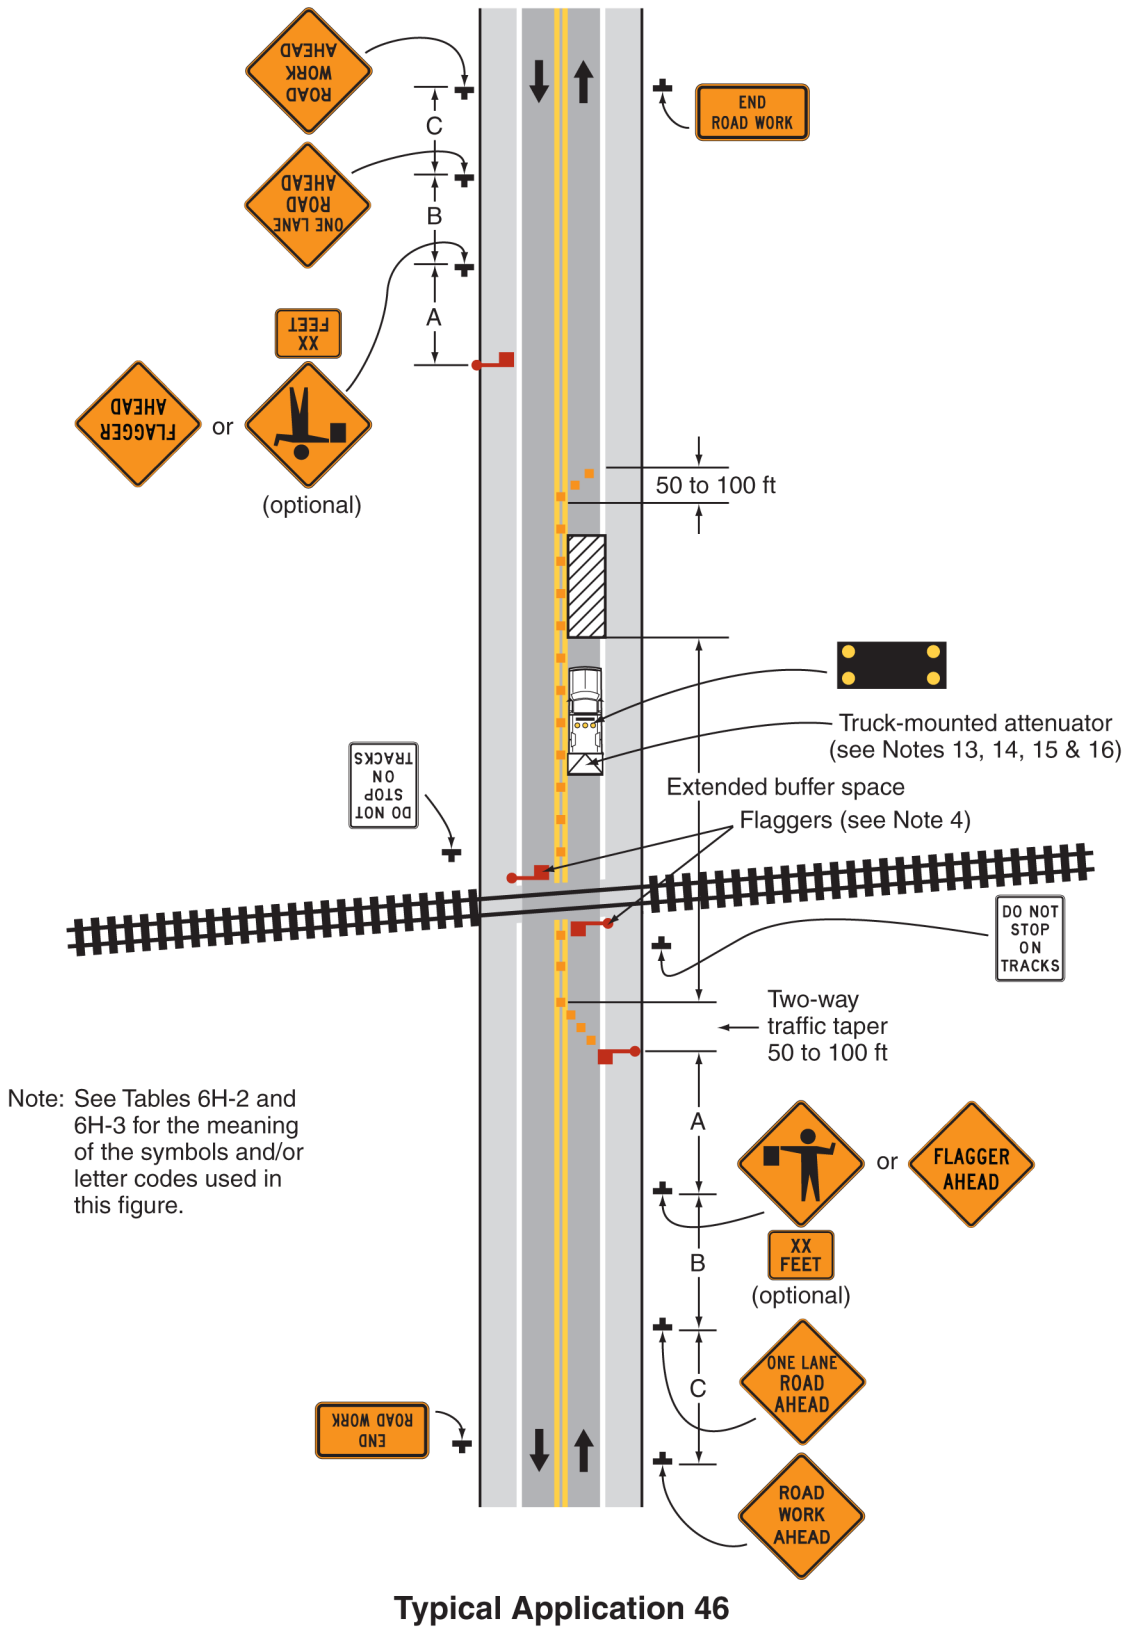 ROAD
WORK
AHEAD
END
ROAD WORK
C
ONE LANE
ROAD
AHEAD
B
A
XX
FEET
FLAGGER
AHEAD
or
(optional)
50 to 100 ft
Truck-mounted attenuator
(see Notes 13, 14, 15 & 16)
DO NOT
STOP
ON
TRACKS
Extended buffer space
Flaggers (see Note 4)
DO NOT
STOP
ON
TRACKS
Two-way
traffic taper
50 to 100 ft
Note: See Tables 6H-2 and
6H-3 for the meaning
of the symbols and/or
letter codes used in
this figure.
A
or
FLAGGER
AHEAD
XX
FEET
(optional)
B
ONE LANE
ROAD
AHEAD
C
END
ROAD WORK
ROAD
WORK
AHEAD
Typical Application 46